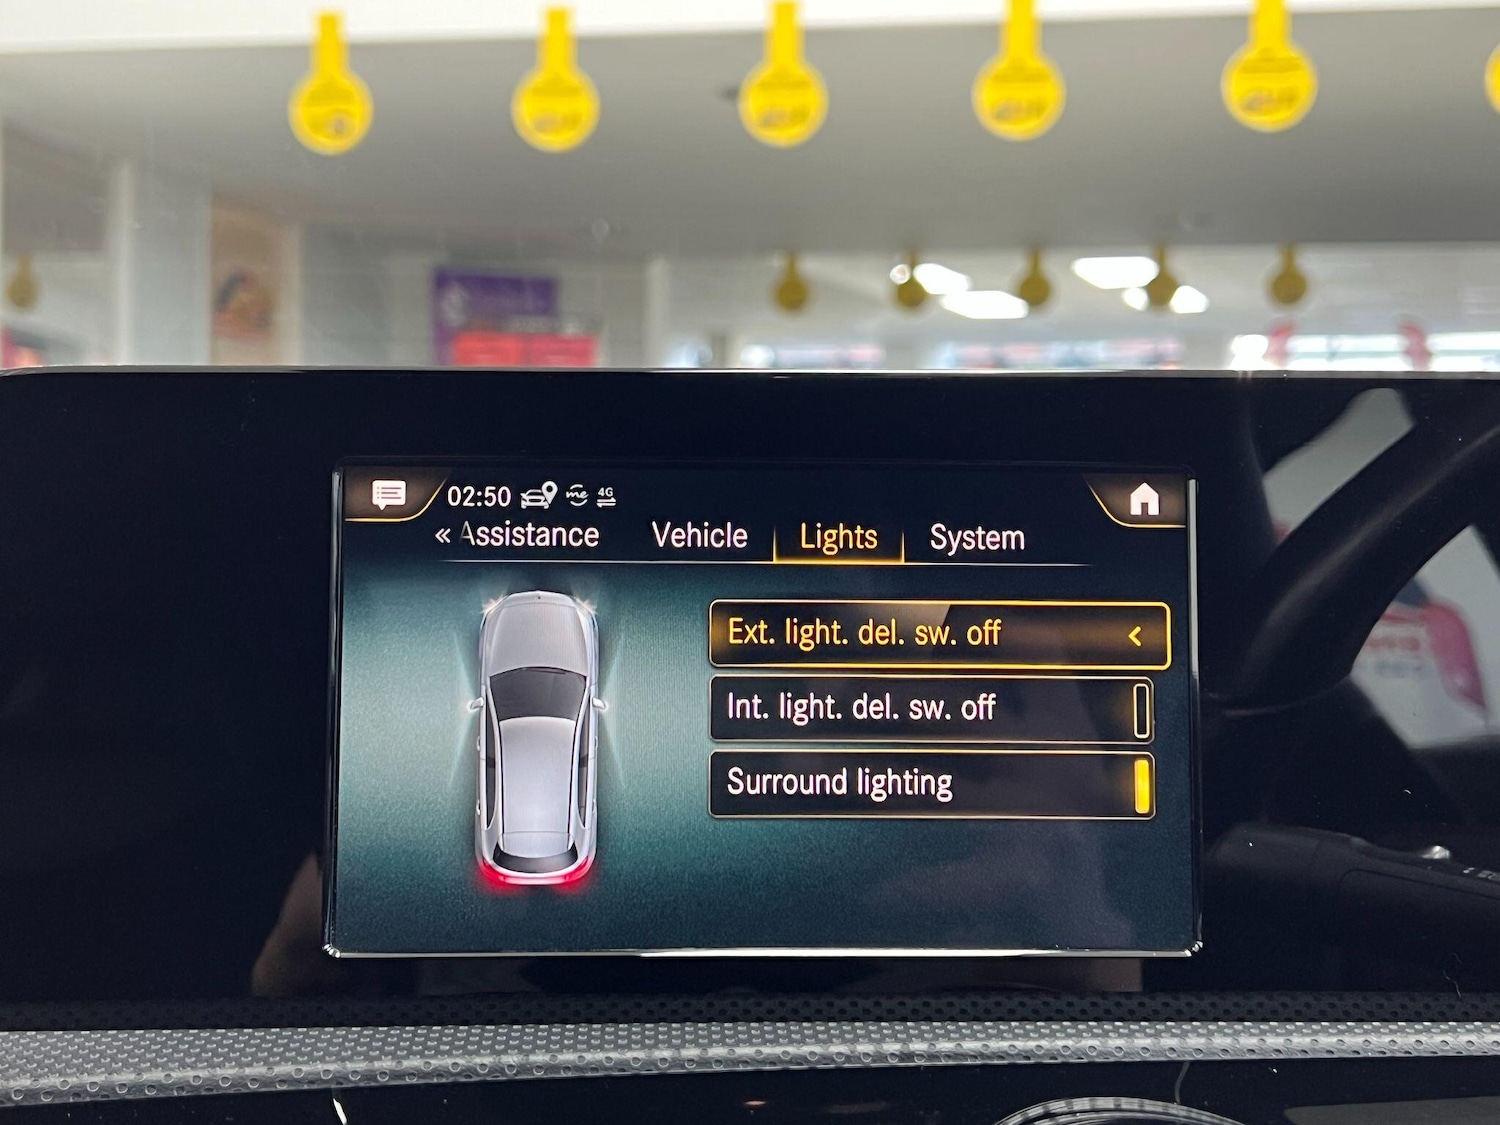 02:50 me 4G
« Assistance Vehicle Lights System
Ext. light. del. sw. off <
Int. light. del. sw. off
Surround lighting